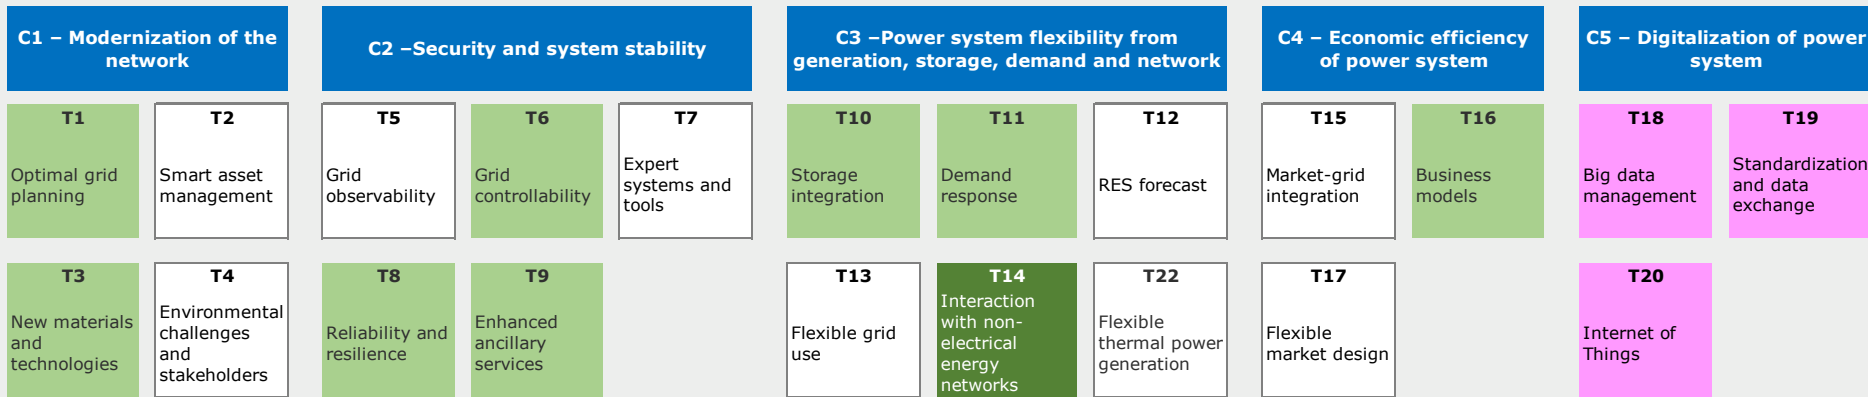 C1 – Modernization of the
network
C2 –Security and system stability
C3 –Power system flexibility from
generation, storage, demand and network
C4 – Economic efficiency
of power system
C5 – Digitalization of power
system
T1
Optimal grid
planning
T2
Smart asset
management
T5
Grid
observability
T6
Grid
controllability
T7
Expert
systems and
tools
T10
Storage
integration
T11
Demand
response
T12
RES forecast
T15
Market-grid
integration
T16
Business
models
T18
Big data
management
T19
Standardization
and data
exchange
T3
New materials
and
technologies
T4
Environmental
challenges
and
stakeholders
T8
Reliability and
resilience
T9
Enhanced
ancillary
services
T13
Flexible grid
use
T14
Interaction
with non-
electrical
energy
networks
T22
Flexible
thermal power
generation
T17
Flexible
market design
T20
Internet of
Things